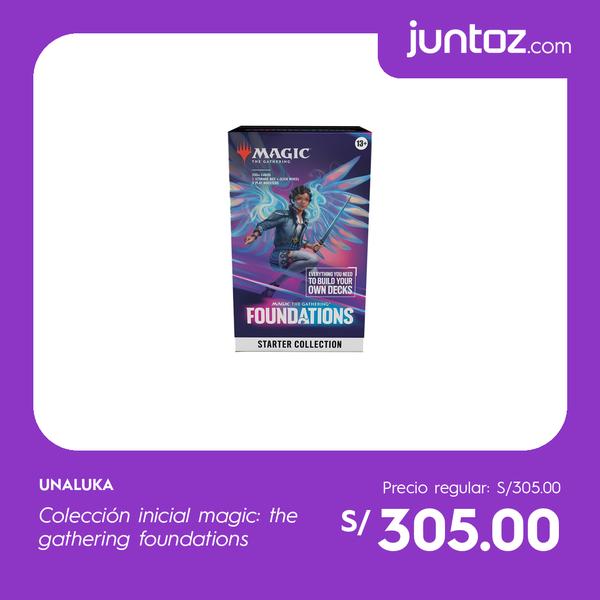 juntoz.com
MAGIC
THE GATHERING
13+
EVERYTHING YOU NEED
TO BUILD YOUR
OWN DECKS
MAGIC THE GATHERING
FOUNDATIONS
STARTER COLLECTION
UNALUKA
Colección inicial magic: the
gathering foundations
Precio regular: S/305.00
S/ 305.00